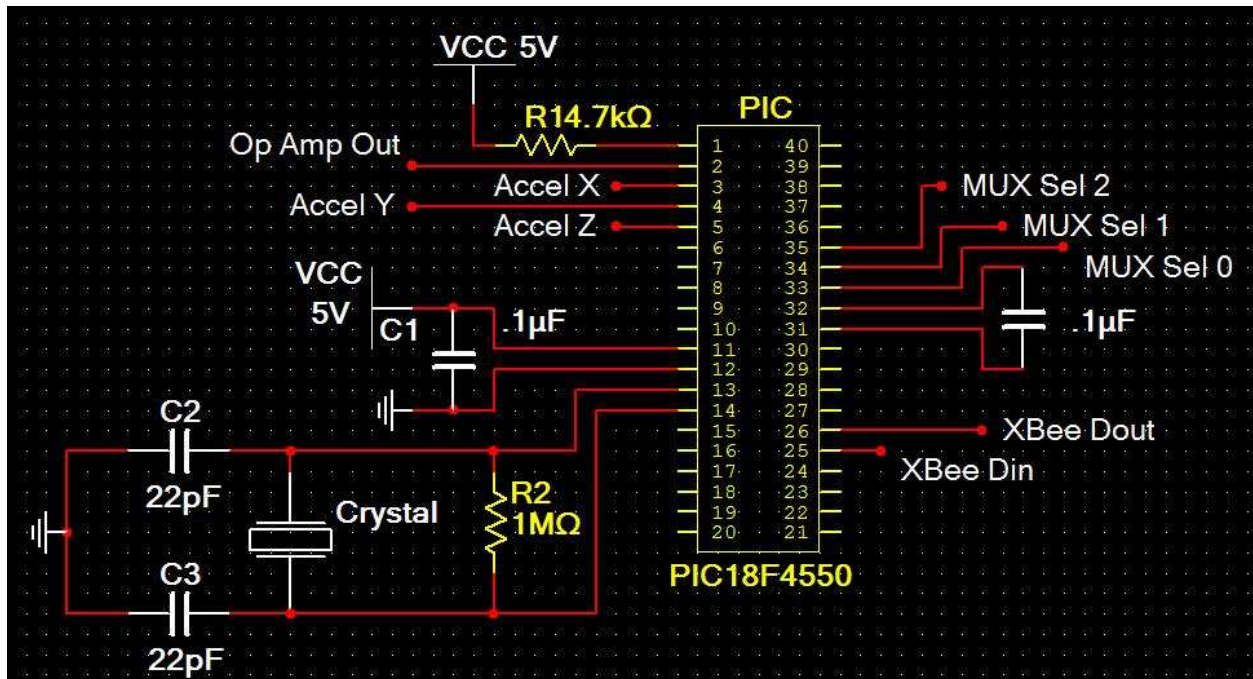 VCC 5V
R14.7kΩ
PIC
Op Amp Out
Accel X
Accel Y
Accel Z
MUX Sel 2
MUX Sel 1
MUX Sel 0
VCC
5V
C1
.1µF
.1µF
1 40
2 39
3 38
4 37
5 36
6 35
7 34
8 33
9 32
10 31
11 30
12 29
13 28
14 27
15 26
16 25
17 24
18 23
19 22
20 21
XBee Dout
XBee Din
C2
22pF
Crystal
R2
1MΩ
C3
22pF
PIC18F4550